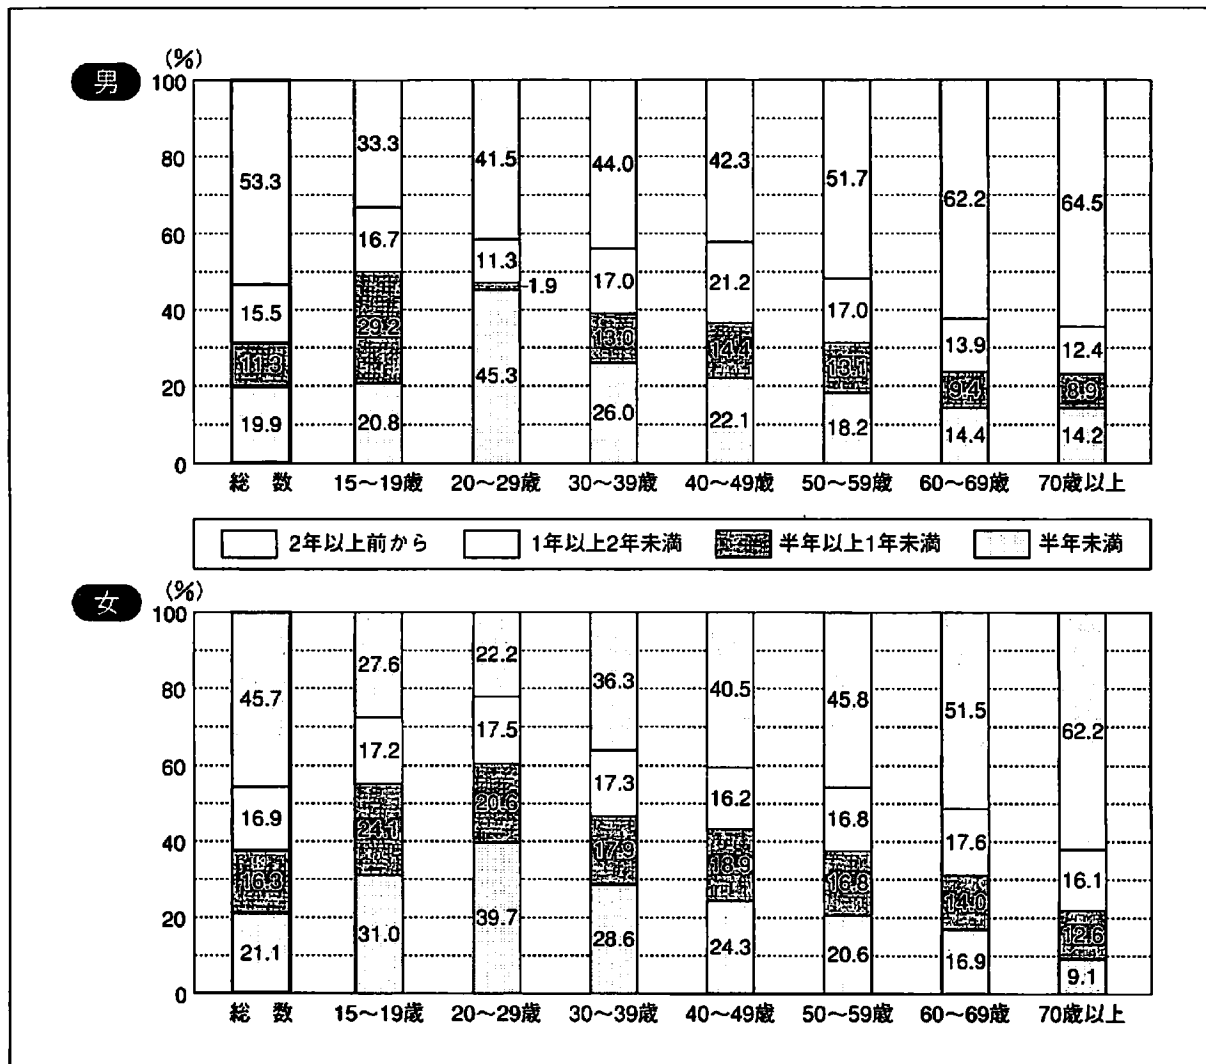 (%)
男
100
80
60
40
20
0
53.3 33.3 41.5 44.0 42.3 51.7 62.2 64.5
15.5 16.7 11.3 17.0 21.2 17.0 13.9 12.4
11.3 29.2 1.9 13.0 14.4 13.1 9.4 8.9
19.9 20.8 45.3 26.0 22.1 18.2 14.4 14.2
総 数 15〜19歳 20〜29歳 30〜39歳 40〜49歳 50〜59歳 60〜69歳 70歳以上
2年以上前から 1年以上2年未満 半年以上1年未満 半年未満
(%)
女
100
80
60
40
20
0
45.7 27.6 22.2 36.3 40.5 45.8 51.5 62.2
16.9 17.2 17.5 17.3 16.2 16.8 17.6 16.1
16.3 24.1 20.6 17.9 18.9 16.8 14.0 12.6
21.1 31.0 39.7 28.6 24.3 20.6 16.9 9.1
総 数 15〜19歳 20〜29歳 30〜39歳 40〜49歳 50〜59歳 60〜69歳 70歳以上